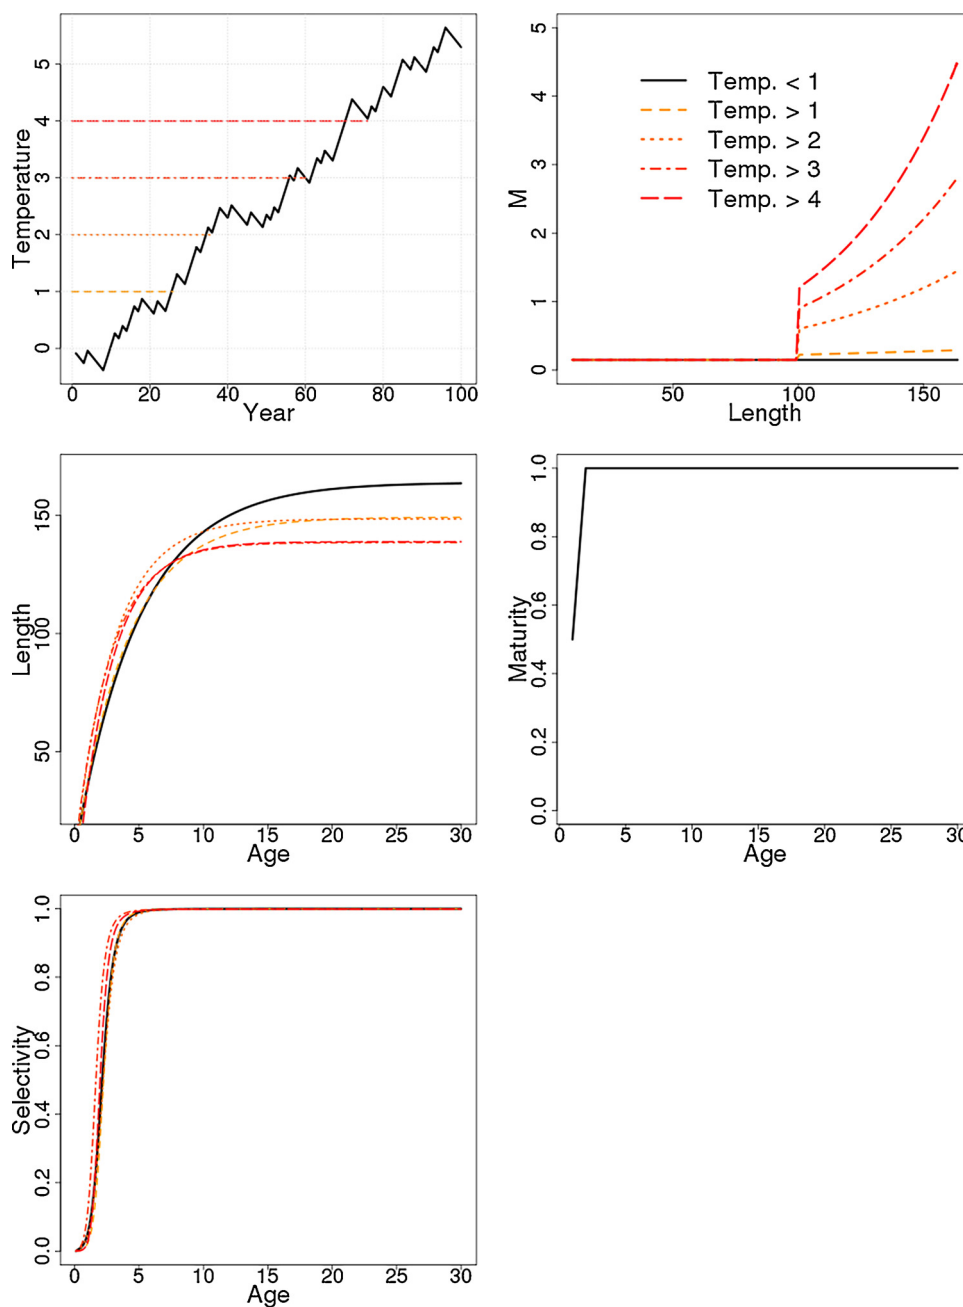 Temperature
5
4
3
2
1
0
0 20 40 60 80 100
Year
M
5
4
3
2
1
0
Temp. < 1
Temp. > 1
Temp. > 2
Temp. > 3
Temp. > 4
50 100 150
Length
Length
150
100
50
0 5 10 15 20 25 30
Age
Maturity
1.0
0.8
0.6
0.4
0.2
0.0
0 5 10 15 20 25 30
Age
Selectivity
1.0
0.8
0.6
0.4
0.2
0.0
0 5 10 15 20 25 30
Age